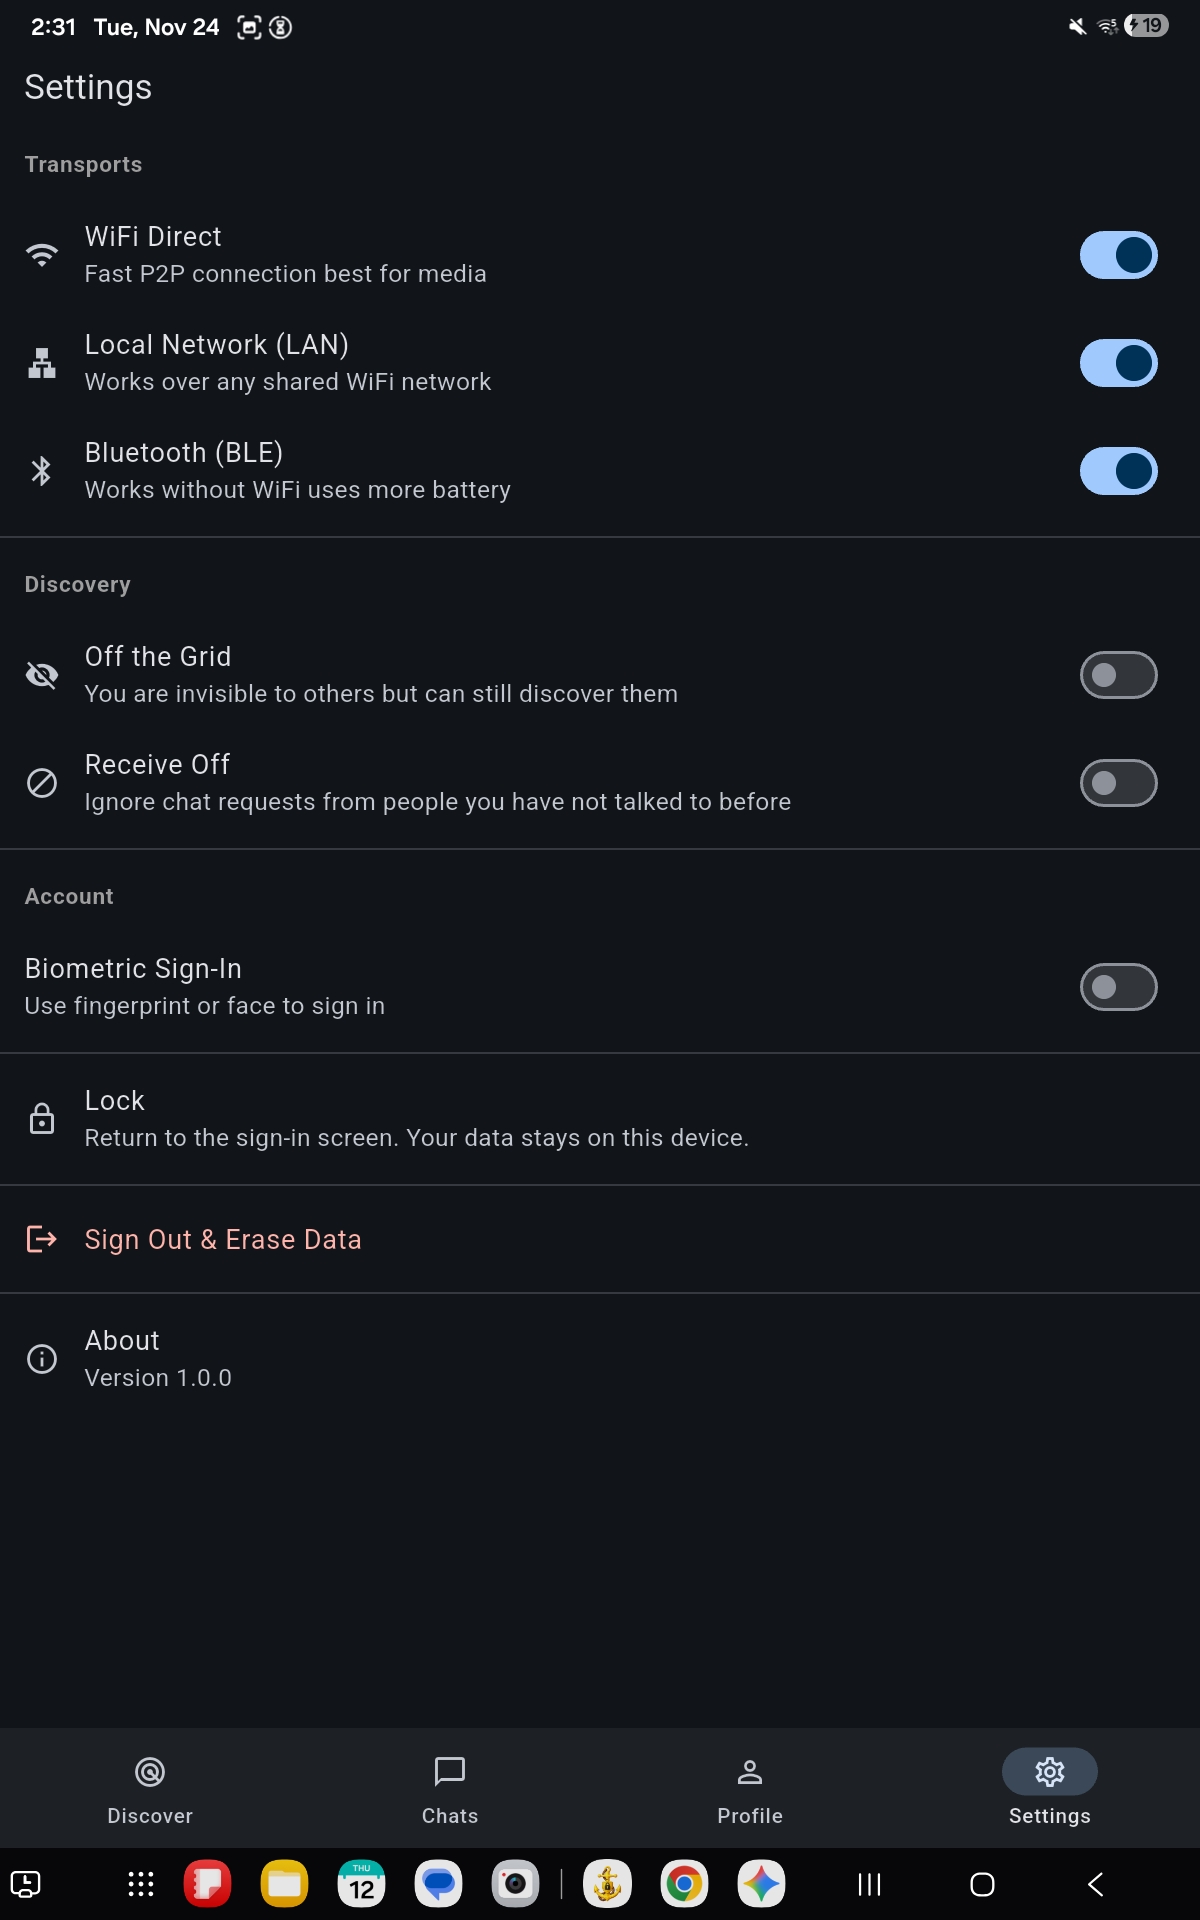 2:31 Tue, Nov 24
5 19
Settings
Transports
WiFi Direct
Fast P2P connection best for media
Local Network (LAN)
Works over any shared WiFi network
Bluetooth (BLE)
Works without WiFi uses more battery
Discovery
Off the Grid
You are invisible to others but can still discover them
Receive Off
Ignore chat requests from people you have not talked to before
Account
Biometric Sign-In
Use fingerprint or face to sign in
Lock
Return to the sign-in screen. Your data stays on this device.
Sign Out & Erase Data
About
Version 1.0.0
Discover Chats Profile Settings
THU
12